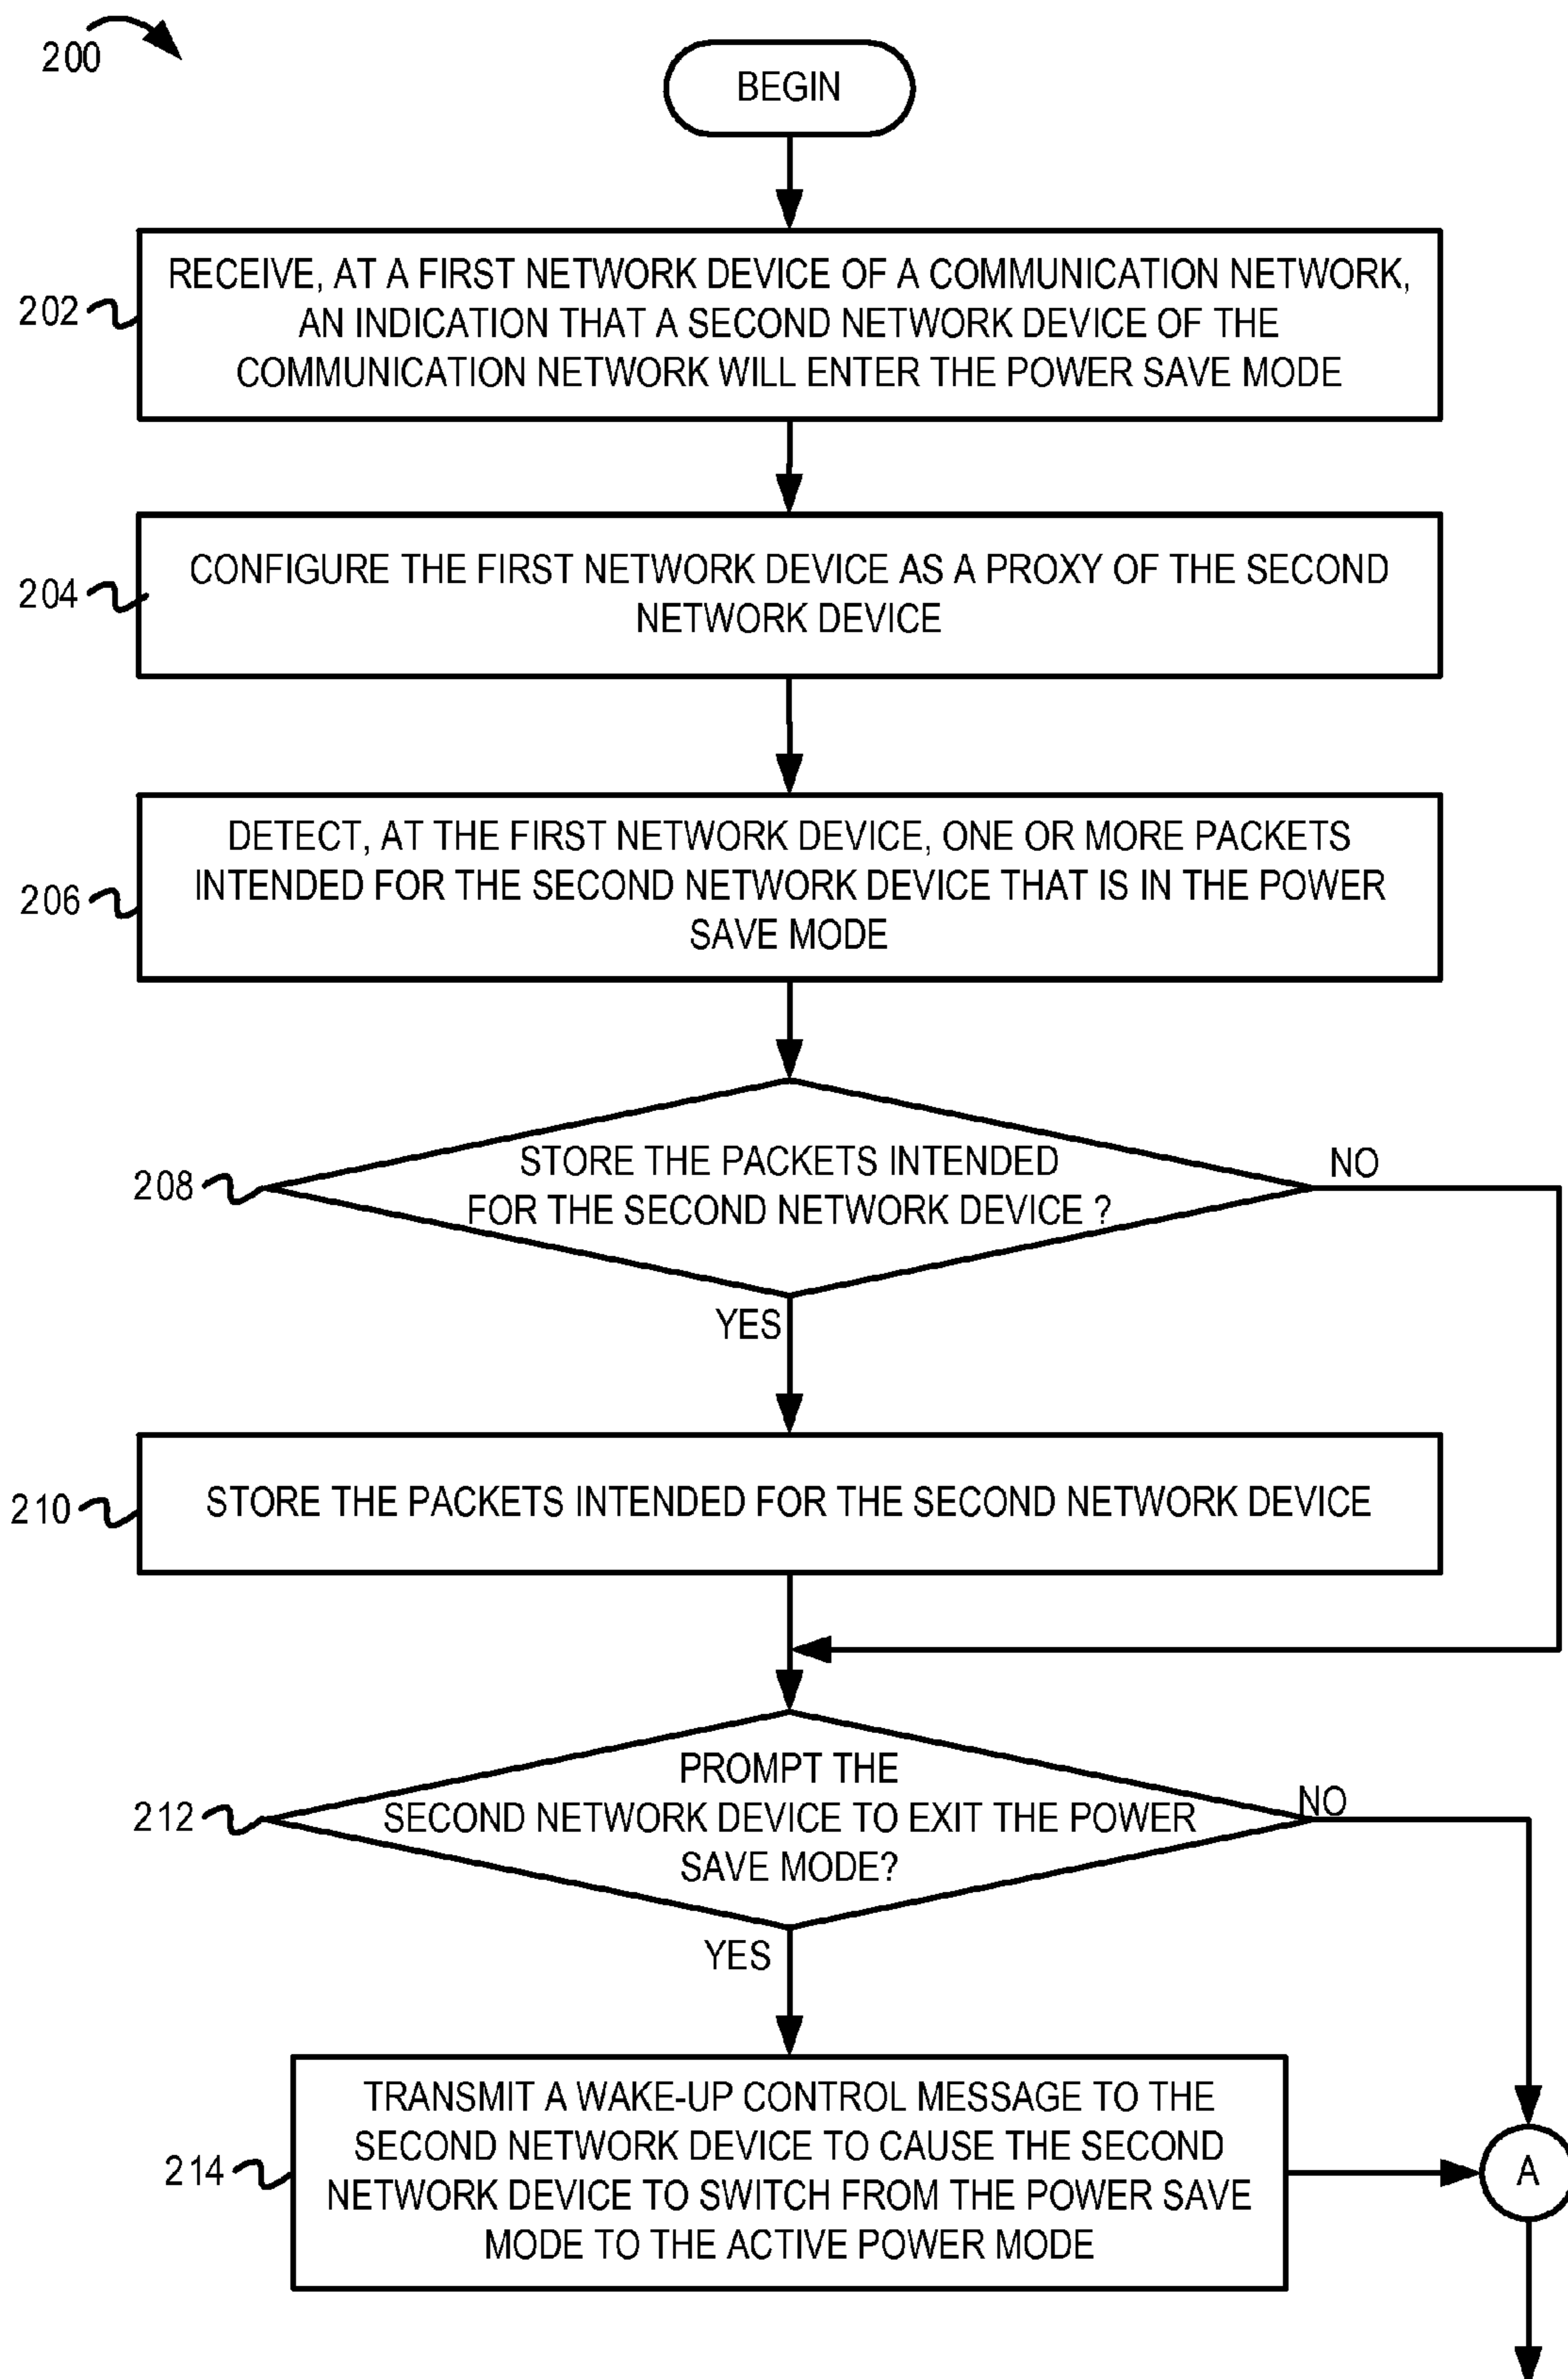 200
BEGIN
202
RECEIVE, AT A FIRST NETWORK DEVICE OF A COMMUNICATION NETWORK,
AN INDICATION THAT A SECOND NETWORK DEVICE OF THE
COMMUNICATION NETWORK WILL ENTER THE POWER SAVE MODE
204
CONFIGURE THE FIRST NETWORK DEVICE AS A PROXY OF THE SECOND
NETWORK DEVICE
206
DETECT, AT THE FIRST NETWORK DEVICE, ONE OR MORE PACKETS
INTENDED FOR THE SECOND NETWORK DEVICE THAT IS IN THE POWER
SAVE MODE
208
STORE THE PACKETS INTENDED
FOR THE SECOND NETWORK DEVICE ?
NO
YES
210
STORE THE PACKETS INTENDED FOR THE SECOND NETWORK DEVICE
212
PROMPT THE
SECOND NETWORK DEVICE TO EXIT THE POWER
SAVE MODE?
NO
YES
214
TRANSMIT A WAKE-UP CONTROL MESSAGE TO THE
SECOND NETWORK DEVICE TO CAUSE THE SECOND
NETWORK DEVICE TO SWITCH FROM THE POWER SAVE
MODE TO THE ACTIVE POWER MODE
A